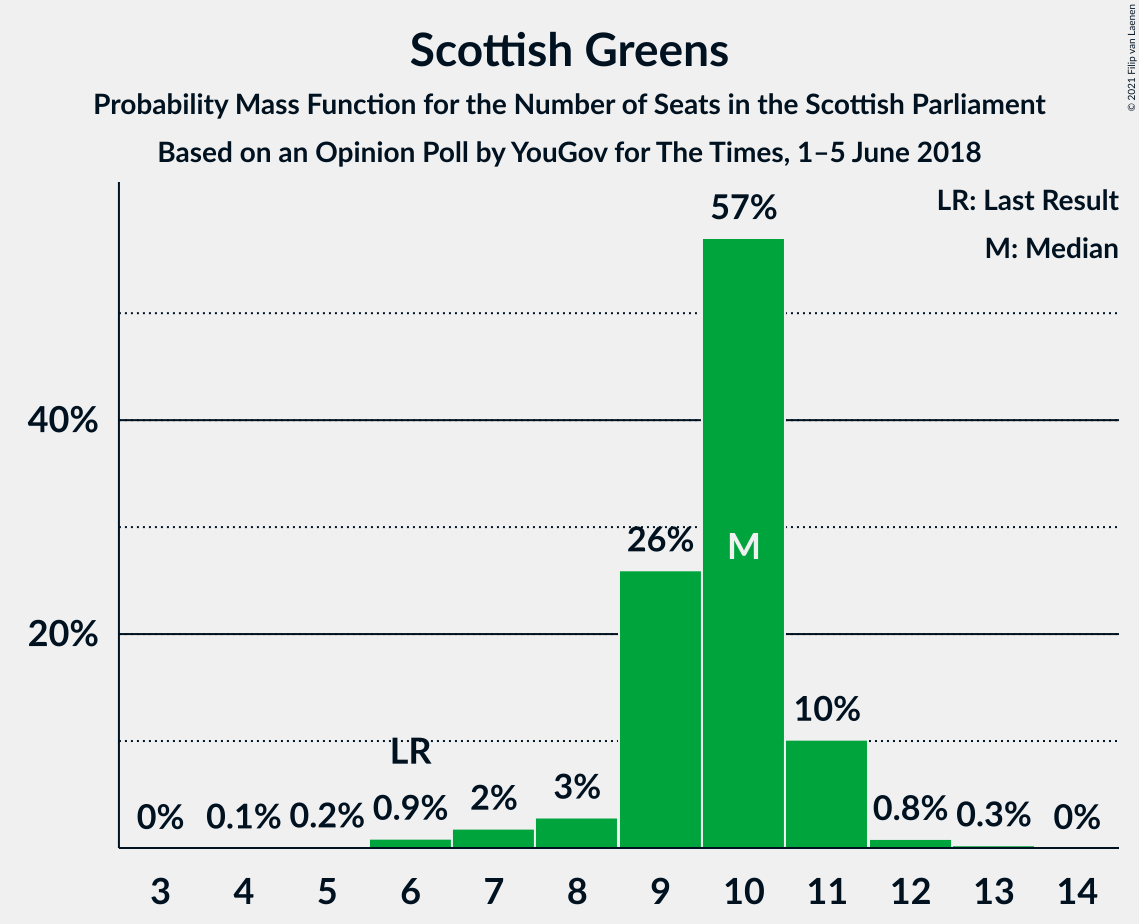 Scottish Greens
Probability Mass Function for the Number of Seats in the Scottish Parliament
Based on an Opinion Poll by YouGov for The Times, 1–5 June 2018
© 2021 Filip van Laenen
LR: Last Result
M: Median
57%
40%
26%
M
20%
10%
LR
0%
0.1%
0.2%
0.9%
2%
3%
0.8%
0.3%
0%
3 4 5 6 7 8 9 10 11 12 13 14